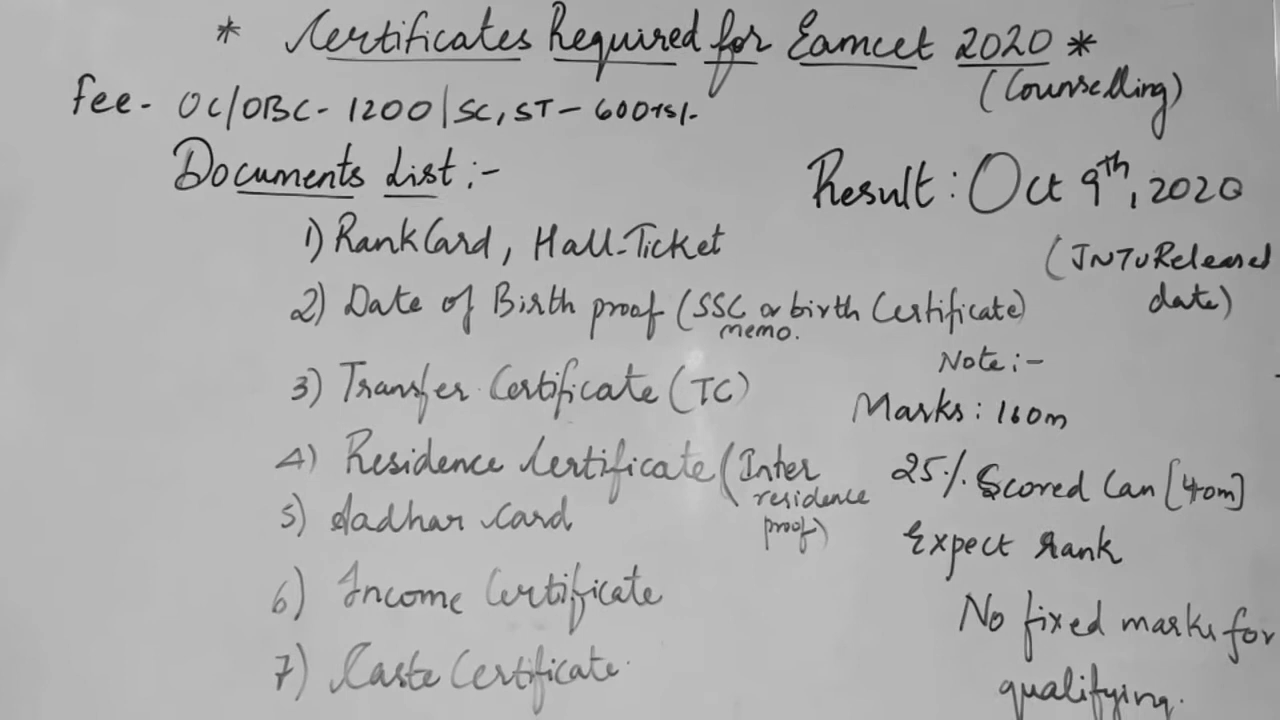 * Certificates Required for Eamcet 2020 *
(Counselling)
Fee - OC/OBC - 1200 | SC, ST - 600rs/-
Documents List :-
Result : Oct 9th, 2020
(JNTU Released
date)
1) Rank Card, Hall-Ticket
2) Date of Birth proof (SSC or birth Certificate)
memo.
3) Transfer Certificate (TC)
4) Residence Certificate (Inter
residence
proof)
5) Aadhar Card
6) Income Certificate
7) Caste Certificate
Note :-
Marks : 160m
25% Scored Can [40m]
Expect rank
No fixed marks for
qualifying.